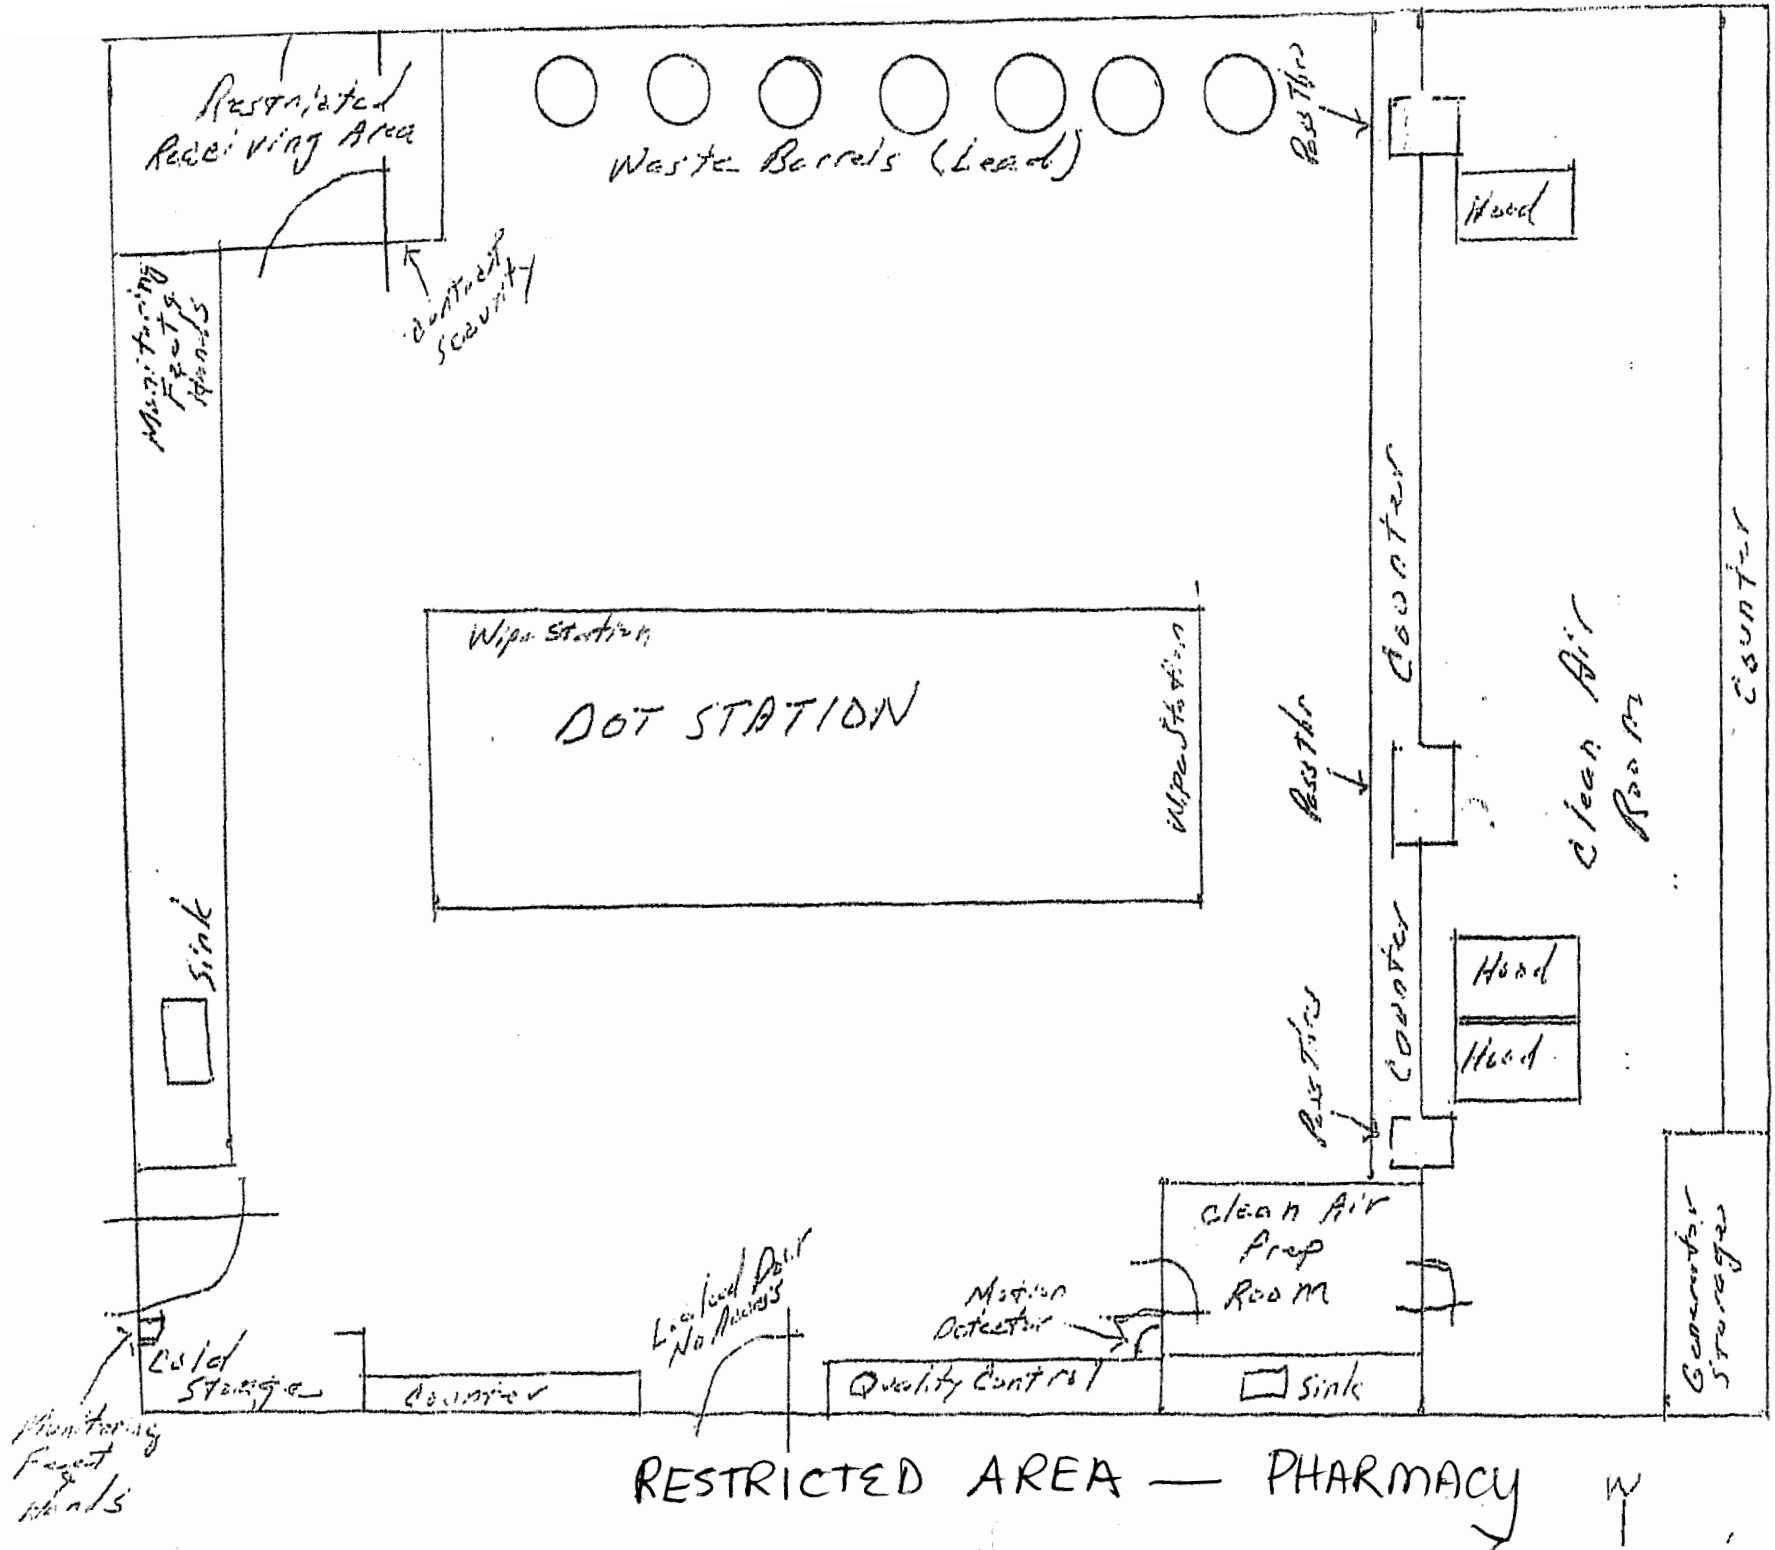 Restricted
Receiving Area
Waste Barrels (Lead)
Pass Thru
Hood
Monitoring
Feet &
Hands
Contact
Security
Counter
Counter
Wipe Station
DOT STATION
Wipe Station
Pass Thr
Clean Air
Room
Sink
Hood
Hood
Counter
Pass Thru
Clean Air
Prep
Room
Locked Door
No Access
Motion
Detector
Generator
Storage
Cold
Storage
Counter
Quality Control
Sink
Monitoring
Feet
&
Hands
RESTRICTED AREA — PHARMACY
N